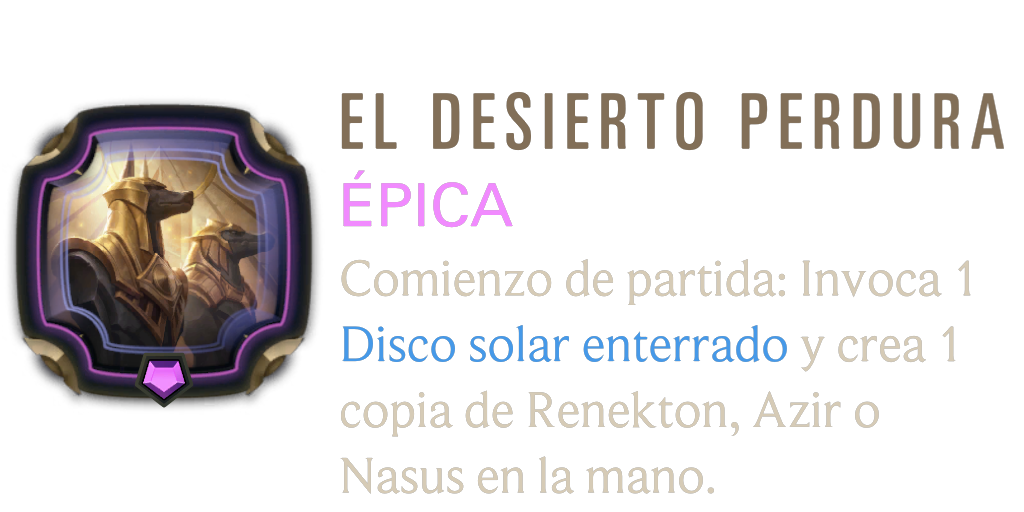 EL DESIERTO PERDURA
ÉPICA
Comienzo de partida: Invoca 1
Disco solar enterrado y crea 1
copia de Renekton, Azir o
Nasus en la mano.